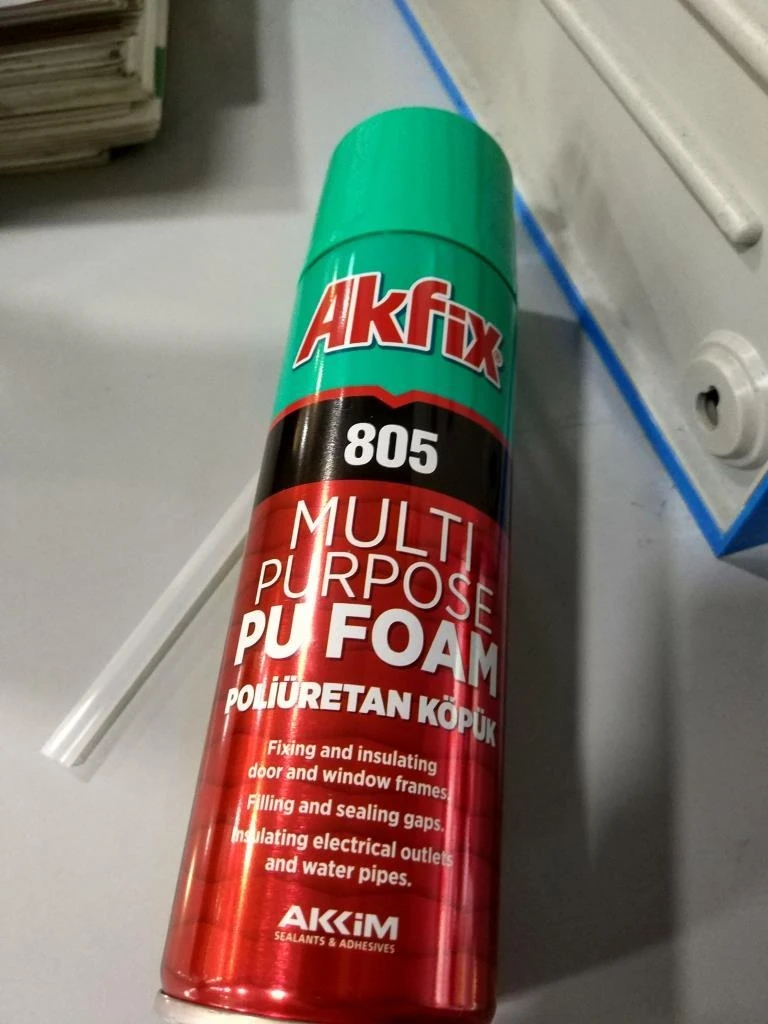 Akfix
805
MULTI
PURPOSE
PU FOAM
POLİÜRETAN KÖPÜK
Fixing and insulating
door and window frames.
Filling and sealing gaps.
Insulating electrical outlets
and water pipes.
AKKİM
SEALANTS & ADHESIVES